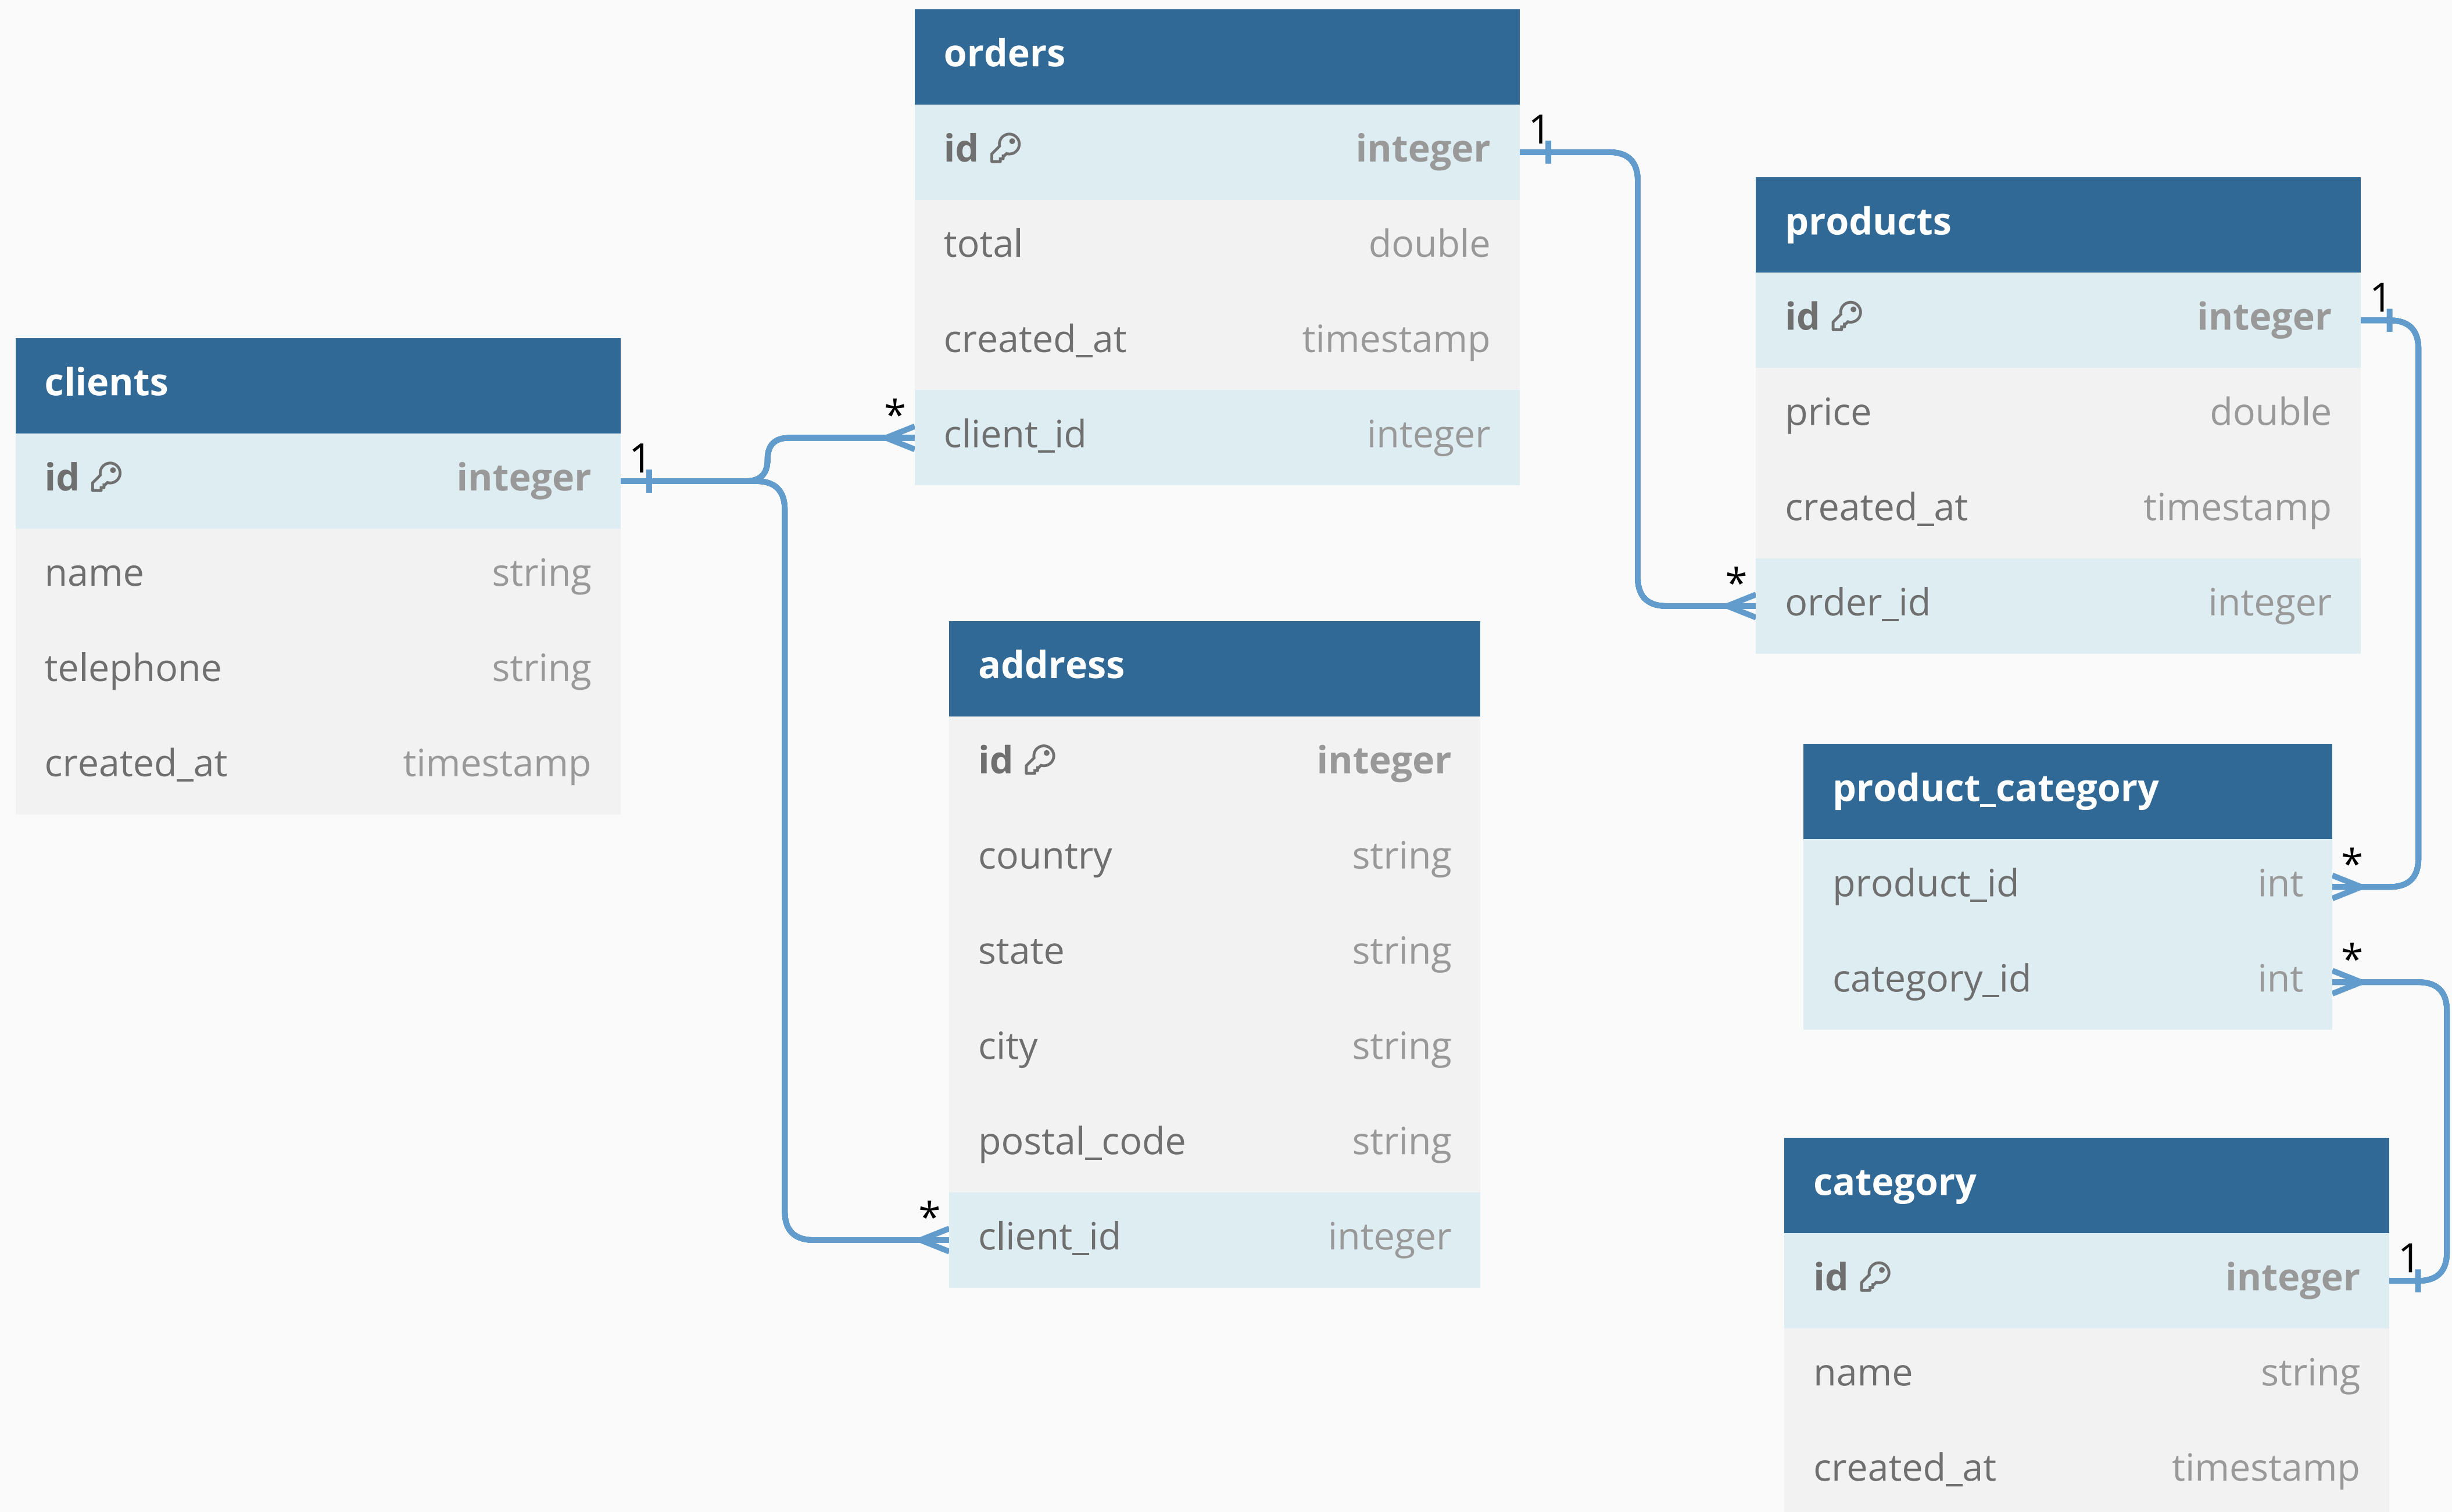 orders
id integer
total double
created_at timestamp
client_id integer
1
*
clients
id integer
name string
telephone string
created_at timestamp
1
*
address
id integer
country string
state string
city string
postal_code string
client_id integer
*
products
id integer
price double
created_at timestamp
order_id integer
1
product_category
product_id int
category_id int
*
*
category
id integer
name string
created_at timestamp
1